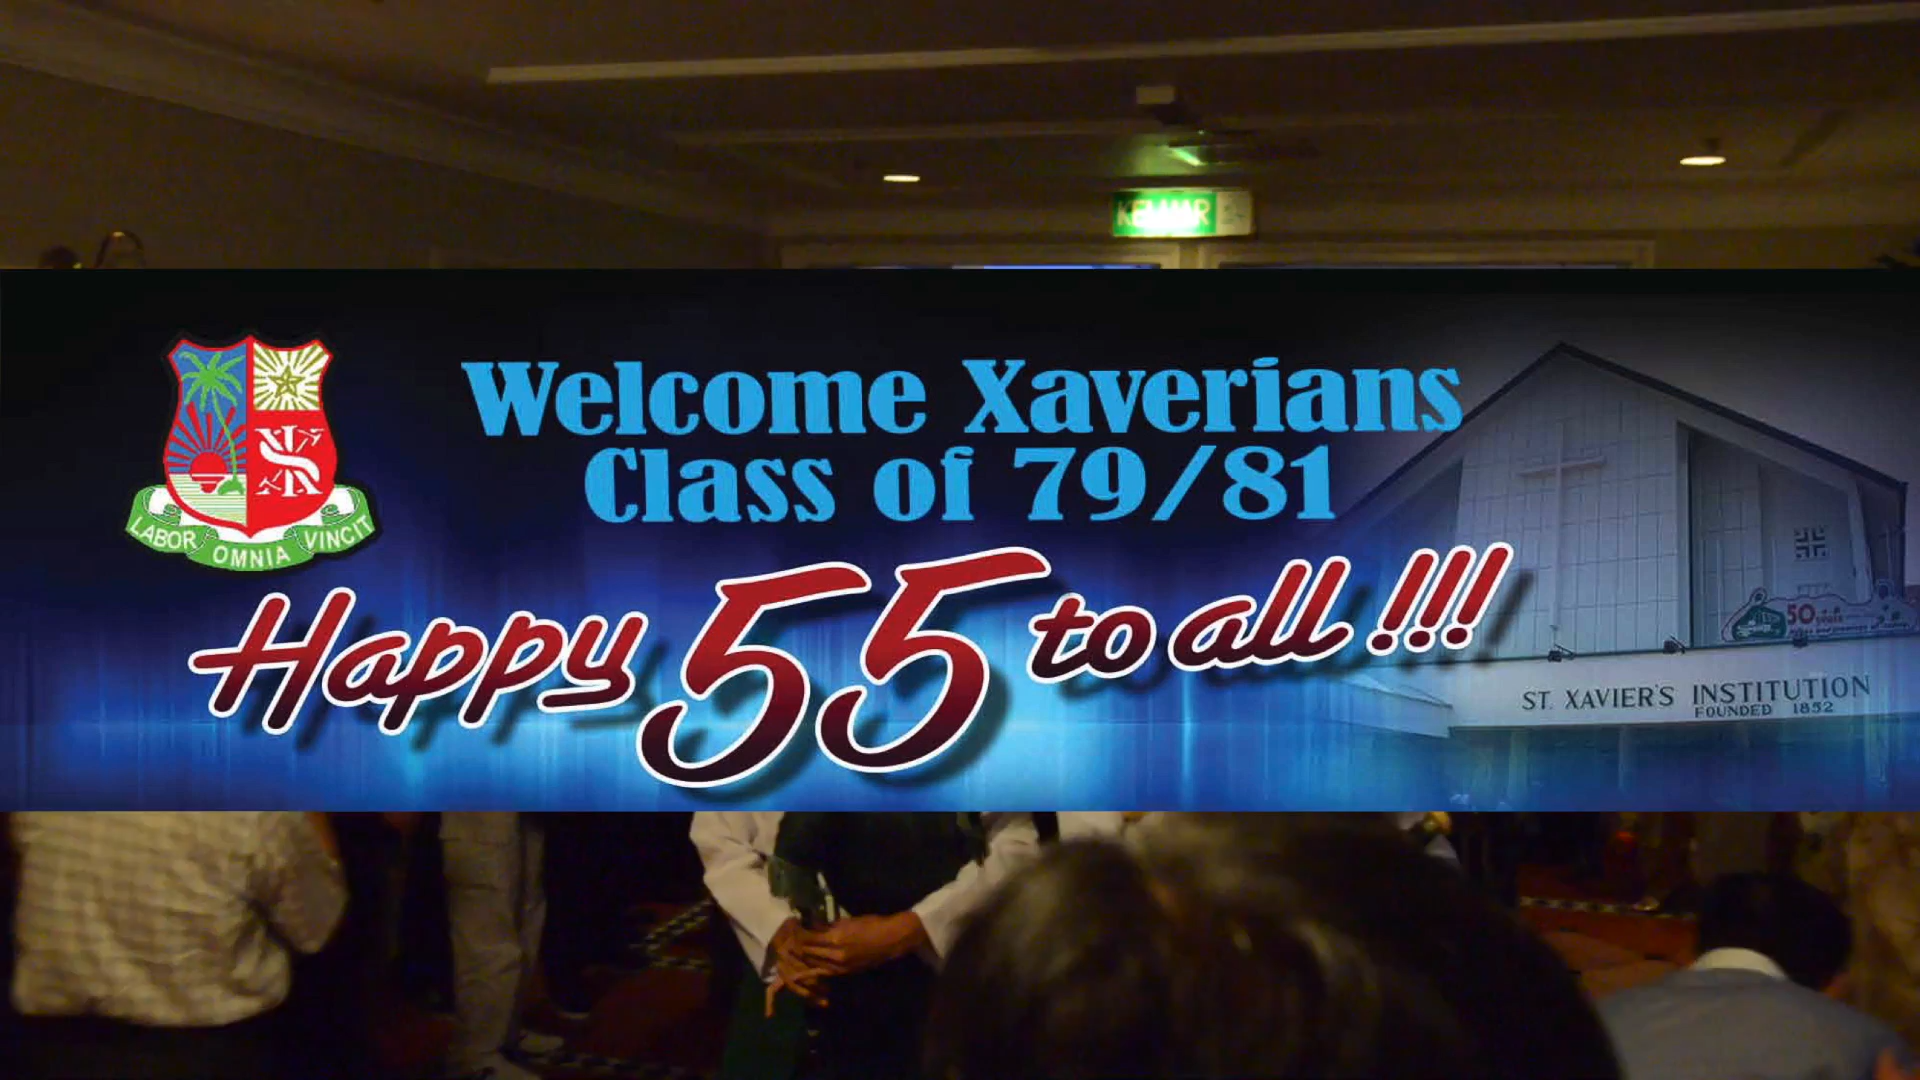 KELUAR
Welcome Xaverians
Class of 79/81
LABOR OMNIA VINCIT
Happy 55 to all !!!
50
ST. XAVIER'S INSTITUTION
FOUNDED 1852